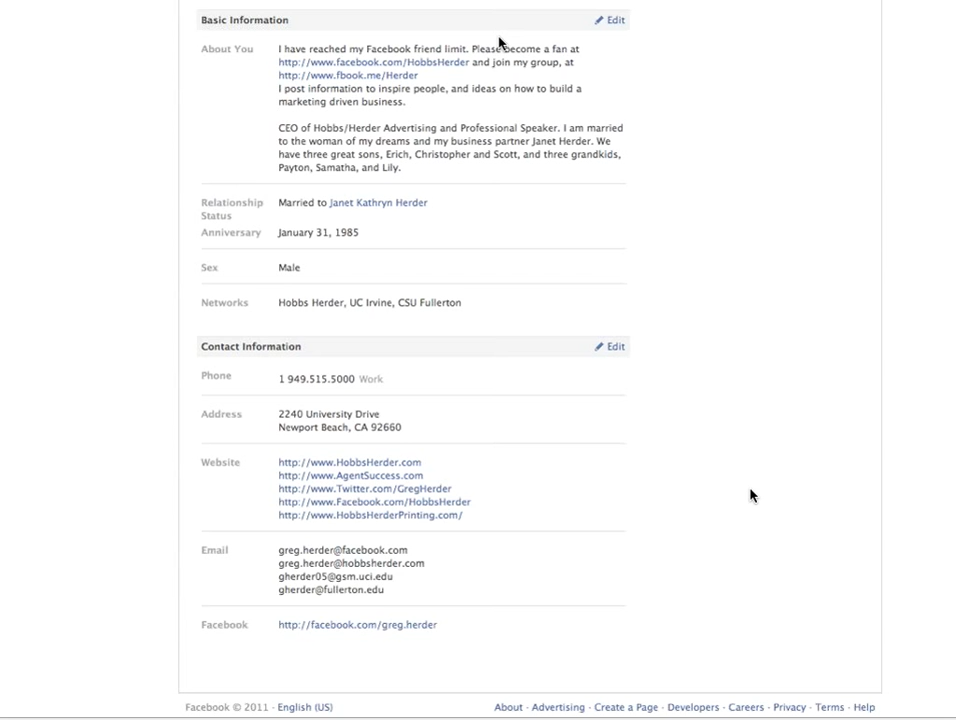 Basic Information
Edit
About You
I have reached my Facebook friend limit. Please become a fan at
http://www.facebook.com/HobbsHerder and join my group, at
http://www.fbook.me/Herder
I post information to inspire people, and ideas on how to build a
marketing driven business.
CEO of Hobbs/Herder Advertising and Professional Speaker. I am married
to the woman of my dreams and my business partner Janet Herder. We
have three great sons, Erich, Christopher and Scott, and three grandkids,
Payton, Samatha, and Lily.
Relationship
Status
Married to Janet Kathryn Herder
Anniversary
January 31, 1985
Sex
Male
Networks
Hobbs Herder, UC Irvine, CSU Fullerton
Contact Information
Edit
Phone
1 949.515.5000 Work
Address
2240 University Drive
Newport Beach, CA 92660
Website
http://www.HobbsHerder.com
http://www.AgentSuccess.com
http://www.Twitter.com/GregHerder
http://www.Facebook.com/HobbsHerder
http://www.HobbsHerderPrinting.com/
Email
greg.herder@facebook.com
greg.herder@hobbsherder.com
gherder05@gsm.uci.edu
gherder@fullerton.edu
Facebook
http://facebook.com/greg.herder
Facebook © 2011 · English (US)
About · Advertising · Create a Page · Developers · Careers · Privacy · Terms · Help